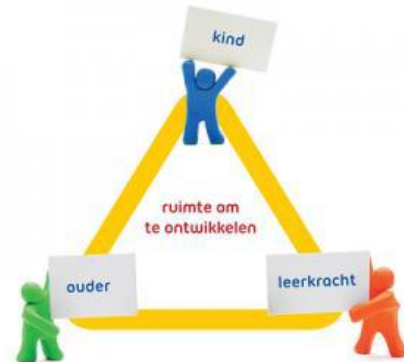 kind
ruimte om
te ontwikkelen
ouder
leerkracht